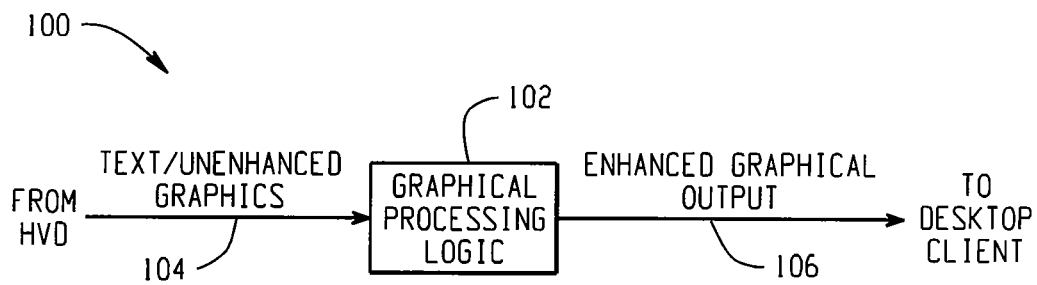 100
102
TEXT/UNENHANCED
GRAPHICS
ENHANCED GRAPHICAL
OUTPUT
FROM
HVD
GRAPHICAL
PROCESSING
LOGIC
TO
DESKTOP
CLIENT
104
106